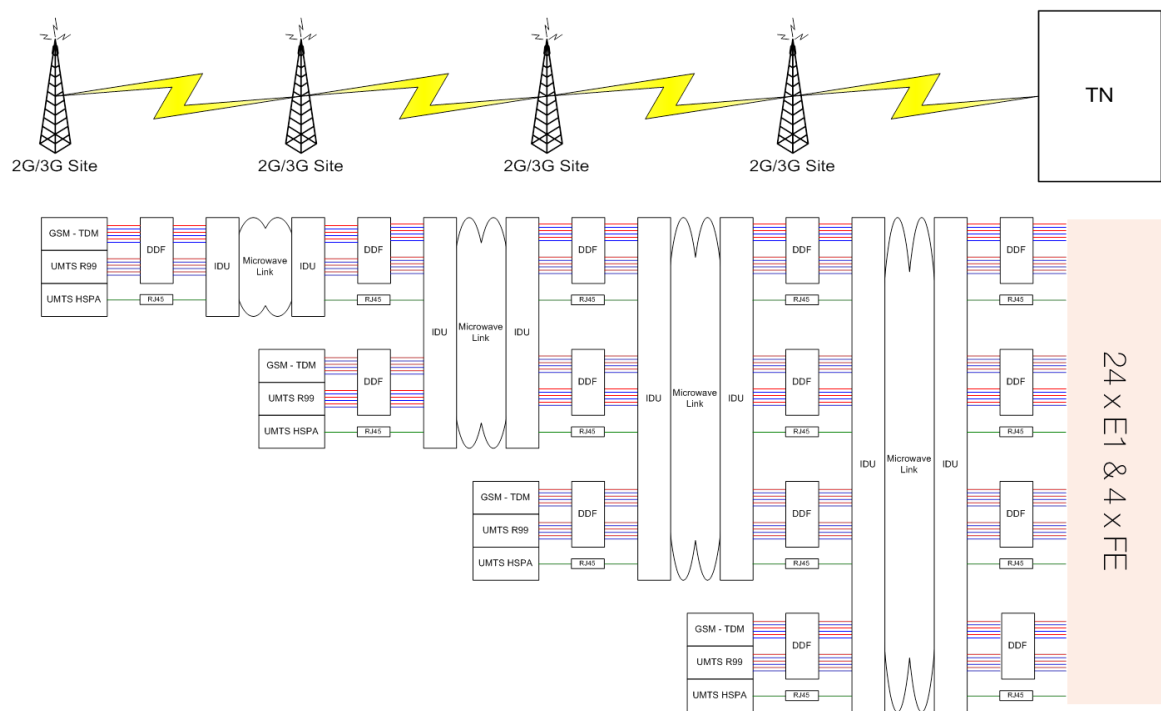 TN
2G/3G Site
2G/3G Site
2G/3G Site
2G/3G Site
GSM - TDM
UMTS R99
UMTS HSPA
DDF
RJ45
IDU
Microwave
Link
IDU
DDF
RJ45
IDU
Microwave
Link
IDU
DDF
RJ45
IDU
Microwave
Link
IDU
DDF
RJ45
IDU
Microwave
Link
IDU
DDF
RJ45
GSM - TDM
UMTS R99
UMTS HSPA
DDF
RJ45
DDF
RJ45
DDF
RJ45
DDF
RJ45
GSM - TDM
UMTS R99
UMTS HSPA
DDF
RJ45
DDF
RJ45
DDF
RJ45
GSM - TDM
UMTS R99
UMTS HSPA
DDF
RJ45
DDF
RJ45
24 x E1 & 4 x FE